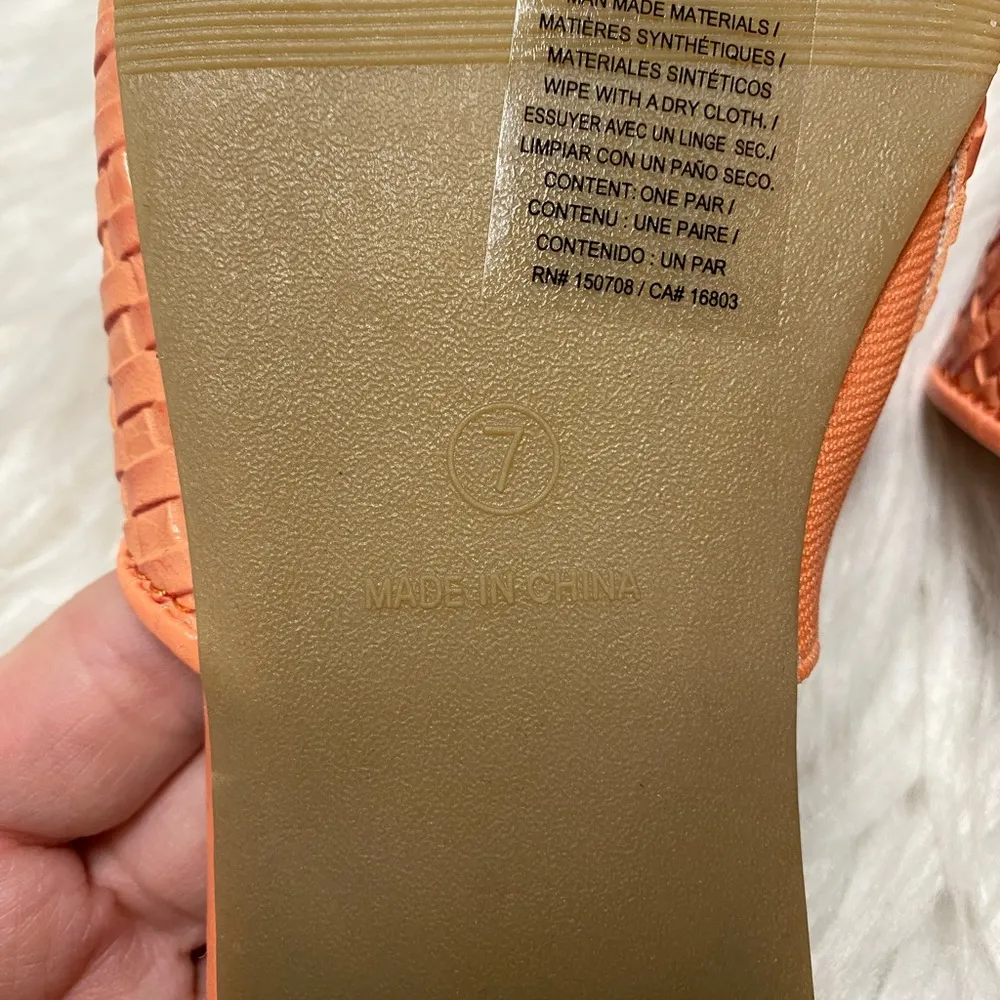 MAN MADE MATERIALS /
MATIÈRES SYNTHÉTIQUES /
MATERIALES SINTÉTICOS
WIPE WITH A DRY CLOTH. /
ESSUYER AVEC UN LINGE SEC./
LIMPIAR CON UN PAÑO SECO.
CONTENT: ONE PAIR /
CONTENU : UNE PAIRE /
CONTENIDO : UN PAR
RN# 150708 / CA# 16803
7
MADE IN CHINA